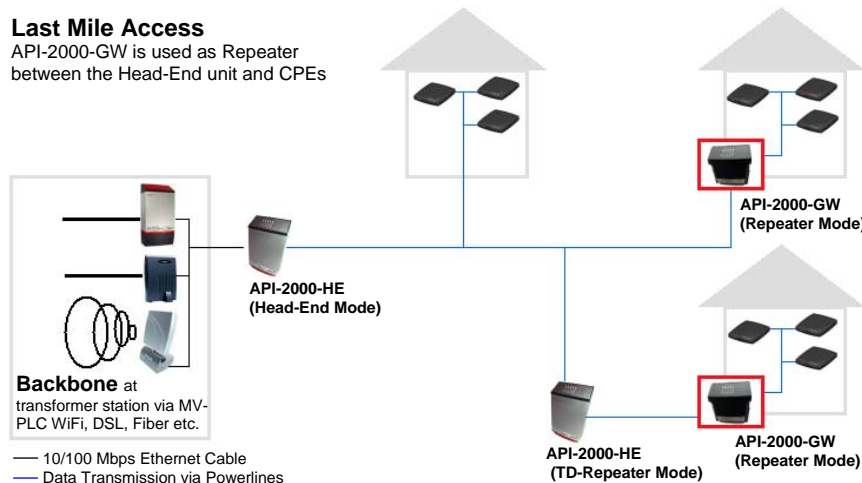 Last Mile Access
API-2000-GW is used as Repeater
between the Head-End unit and CPEs
API-2000-GW
(Repeater Mode)
API-2000-HE
(Head-End Mode)
Backbone at
transformer station via MV-
PLC WiFi, DSL, Fiber etc.
API-2000-HE
(TD-Repeater Mode)
API-2000-GW
(Repeater Mode)
10/100 Mbps Ethernet Cable
Data Transmission via Powerlines